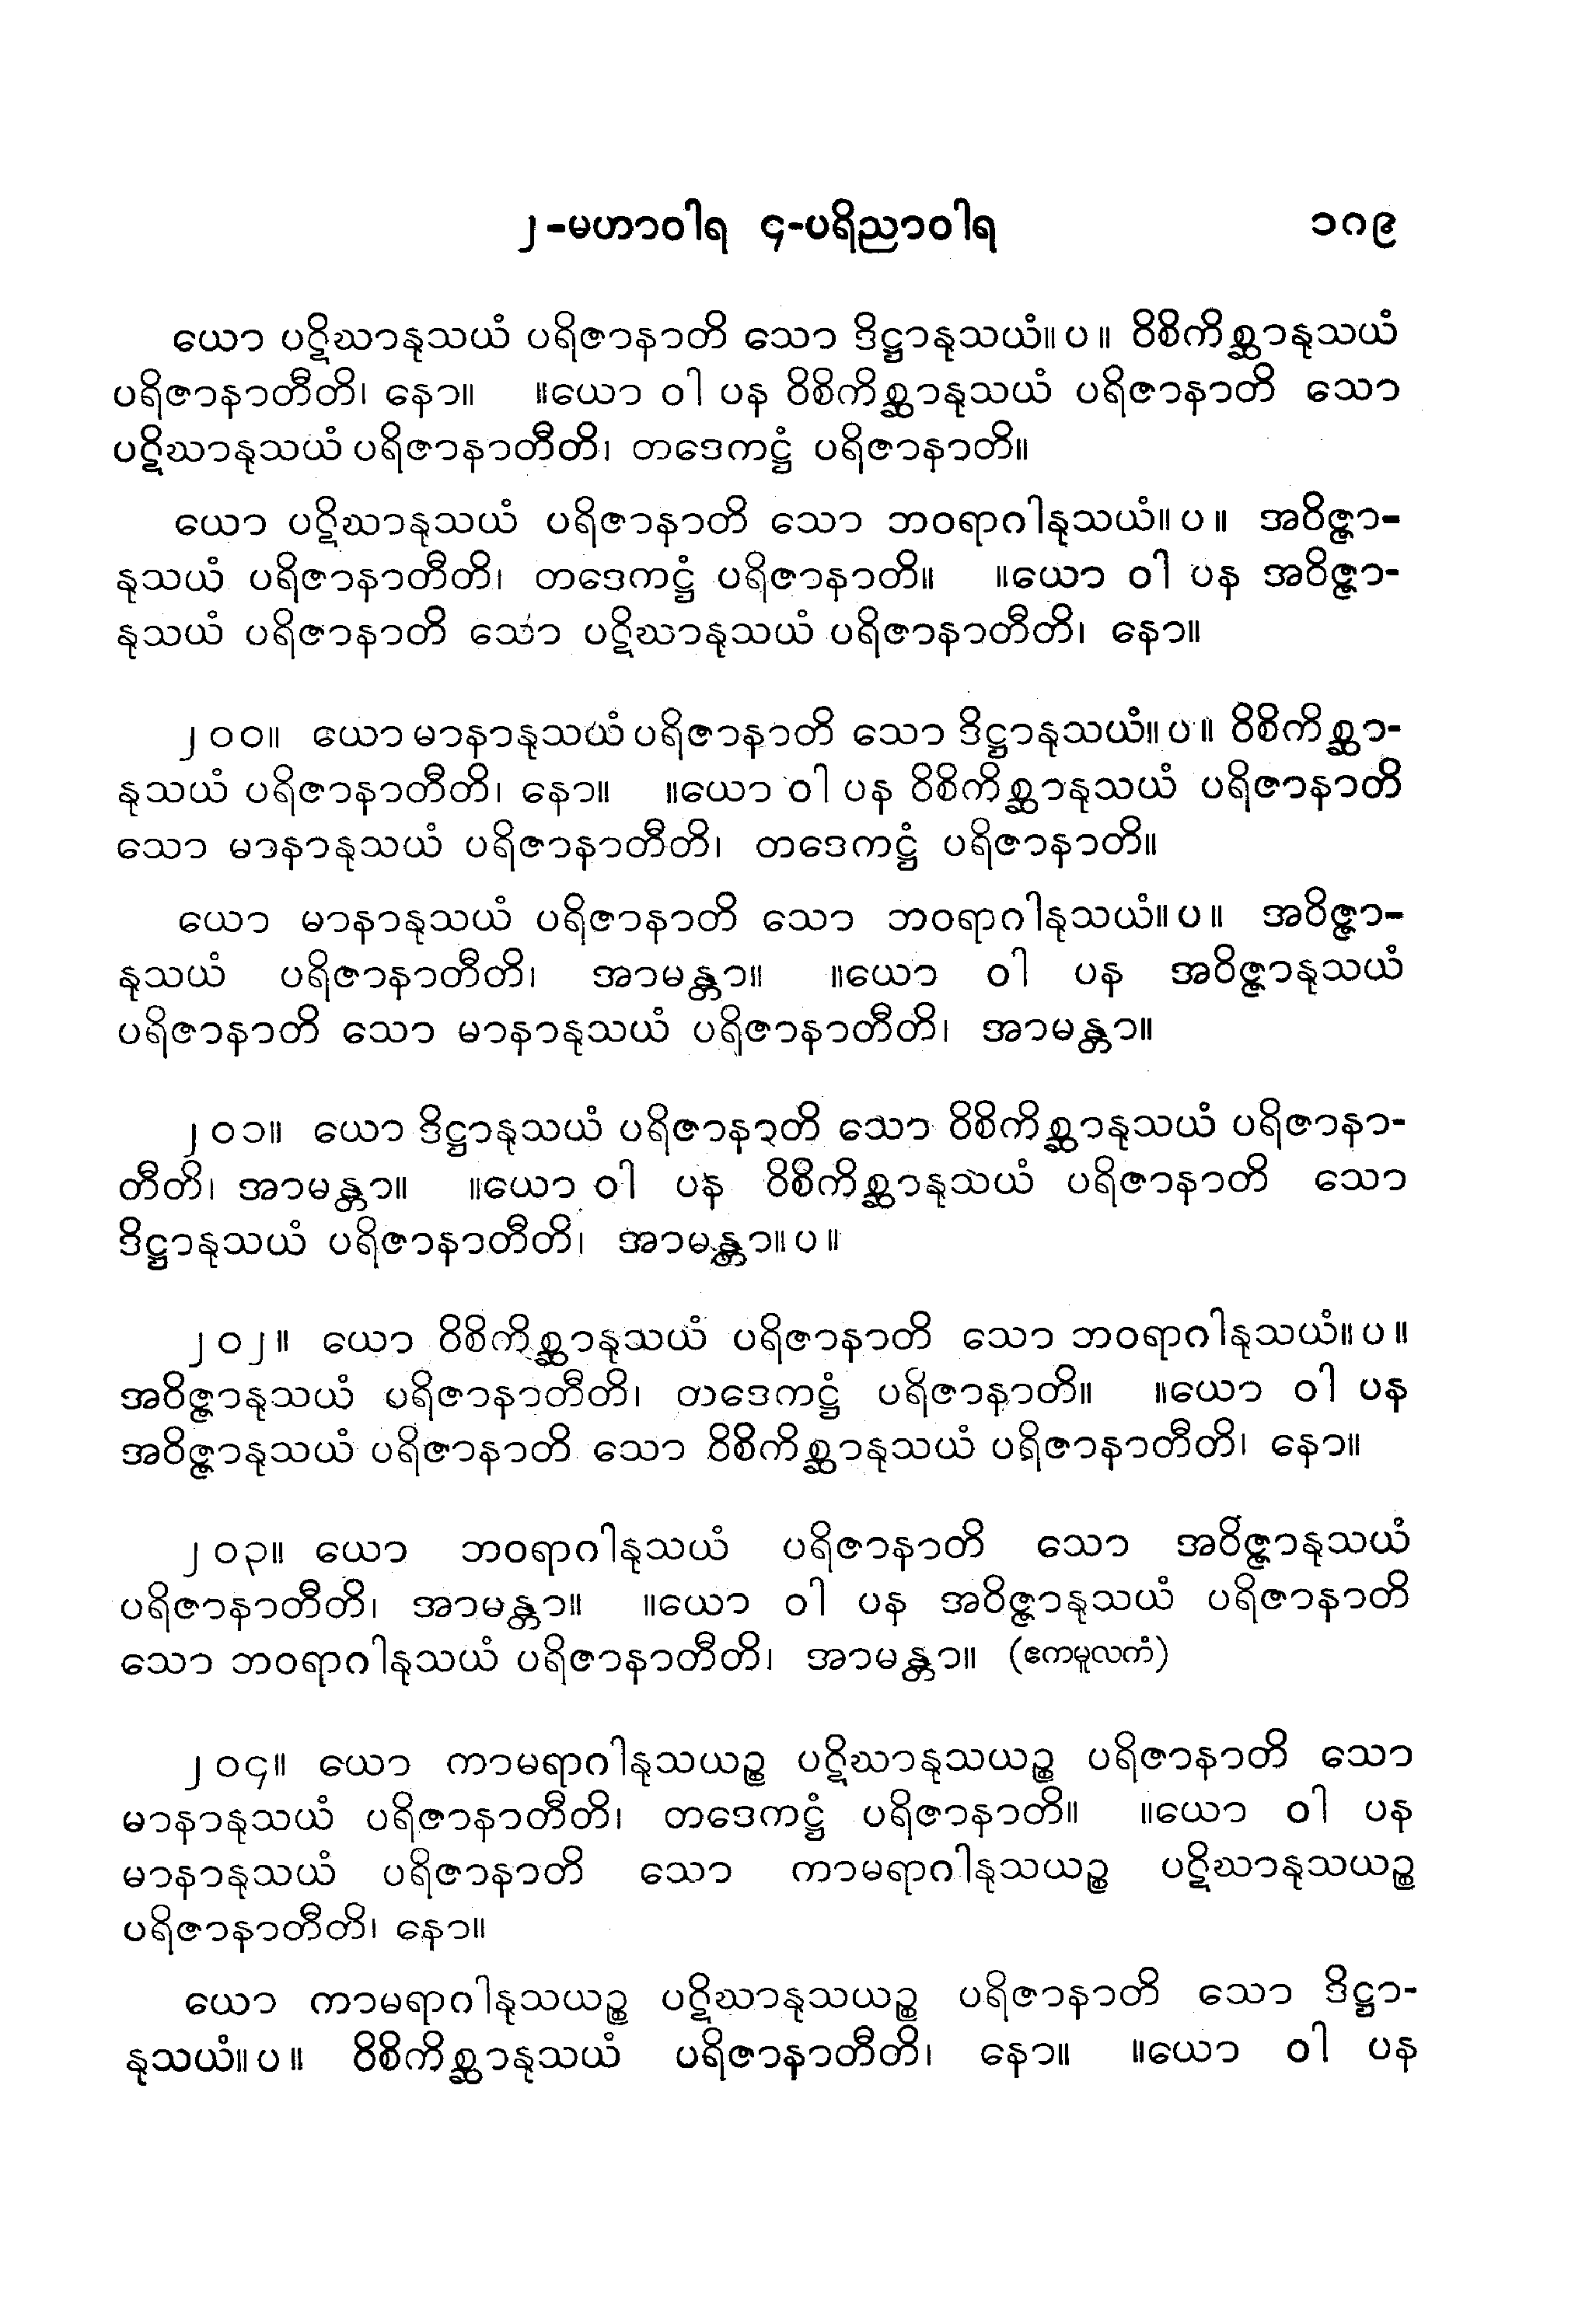 ၂-မဟာဝါရ ၄-ပရိညာဝါရ ၁၀၉
ယော ပဋိဃာနုသယံ ပရိဇာနာတိ သော ဒိဋ္ဌာနုသယံ။ပ။ ဝိစိကိစ္ဆာနုသယံ
ပရိဇာနာတီတိ၊ နော။ ။ယော ဝါ ပန ဝိစိကိစ္ဆာနုသယံ ပရိဇာနာတိ သော
ပဋိဃာနုသယံ ပရိဇာနာတီတိ၊ တဒေကဋ္ဌံ ပရိဇာနာတိ။
ယော ပဋိဃာနုသယံ ပရိဇာနာတိ သော ဘဝရာဂါနုသယံ။ပ။ အဝိဇ္ဇာ-
နုသယံ ပရိဇာနာတီတိ၊ တဒေကဋ္ဌံ ပရိဇာနာတိ။ ။ယော ဝါ ပန အဝိဇ္ဇာ-
နုသယံ ပရိဇာနာတိ သော ပဋိဃာနုသယံ ပရိဇာနာတီတိ၊ နော။
၂၀၀။ ယော မာနာနုသယံ ပရိဇာနာတိ သော ဒိဋ္ဌာနုသယံ။ပ။ ဝိစိကိစ္ဆာ-
နုသယံ ပရိဇာနာတီတိ၊ နော။ ။ယော ဝါ ပန ဝိစိကိစ္ဆာနုသယံ ပရိဇာနာတိ
သော မာနာနုသယံ ပရိဇာနာတီတိ၊ တဒေကဋ္ဌံ ပရိဇာနာတိ။
ယော မာနာနုသယံ ပရိဇာနာတိ သော ဘဝရာဂါနုသယံ။ပ။ အဝိဇ္ဇာ-
နုသယံ ပရိဇာနာတီတိ၊ အာမန္တာ။ ။ယော ဝါ ပန အဝိဇ္ဇာနုသယံ
ပရိဇာနာတိ သော မာနာနုသယံ ပရိဇာနာတီတိ၊ အာမန္တာ။
၂၀၁။ ယော ဒိဋ္ဌာနုသယံ ပရိဇာနာတိ သော ဝိစိကိစ္ဆာနုသယံ ပရိဇာနာ-
တီတိ၊ အာမန္တာ။ ။ယော ဝါ ပန ဝိစိကိစ္ဆာနုသယံ ပရိဇာနာတိ သော
ဒိဋ္ဌာနုသယံ ပရိဇာနာတီတိ၊ အာမန္တာ။ပ။
၂၀၂။ ယော ဝိစိကိစ္ဆာနုသယံ ပရိဇာနာတိ သော ဘဝရာဂါနုသယံ။ပ။
အဝိဇ္ဇာနုသယံ ပရိဇာနာတီတိ၊ တဒေကဋ္ဌံ ပရိဇာနာတိ။ ။ယော ဝါ ပန
အဝိဇ္ဇာနုသယံ ပရိဇာနာတိ သော ဝိစိကိစ္ဆာနုသယံ ပရိဇာနာတီတိ၊ နော။
၂၀၃။ ယော ဘဝရာဂါနုသယံ ပရိဇာနာတိ သော အဝိဇ္ဇာနုသယံ
ပရိဇာနာတီတိ၊ အာမန္တာ။ ။ယော ဝါ ပန အဝိဇ္ဇာနုသယံ ပရိဇာနာတိ
သော ဘဝရာဂါနုသယံ ပရိဇာနာတီတိ၊ အာမန္တာ။ (ဧကမူလကံ)
၂၀၄။ ယော ကာမရာဂါနုသယဉ္စ ပဋိဃာနုသယဉ္စ ပရိဇာနာတိ သော
မာနာနုသယံ ပရိဇာနာတီတိ၊ တဒေကဋ္ဌံ ပရိဇာနာတိ။ ။ယော ဝါ ပန
မာနာနုသယံ ပရိဇာနာတိ သော ကာမရာဂါနုသယဉ္စ ပဋိဃာနုသယဉ္စ
ပရိဇာနာတီတိ၊ နော။
ယော ကာမရာဂါနုသယဉ္စ ပဋိဃာနုသယဉ္စ ပရိဇာနာတိ သော ဒိဋ္ဌာ-
နုသယံ။ပ။ ဝိစိကိစ္ဆာနုသယံ ပရိဇာနာတီတိ၊ နော။ ။ယော ဝါ ပန